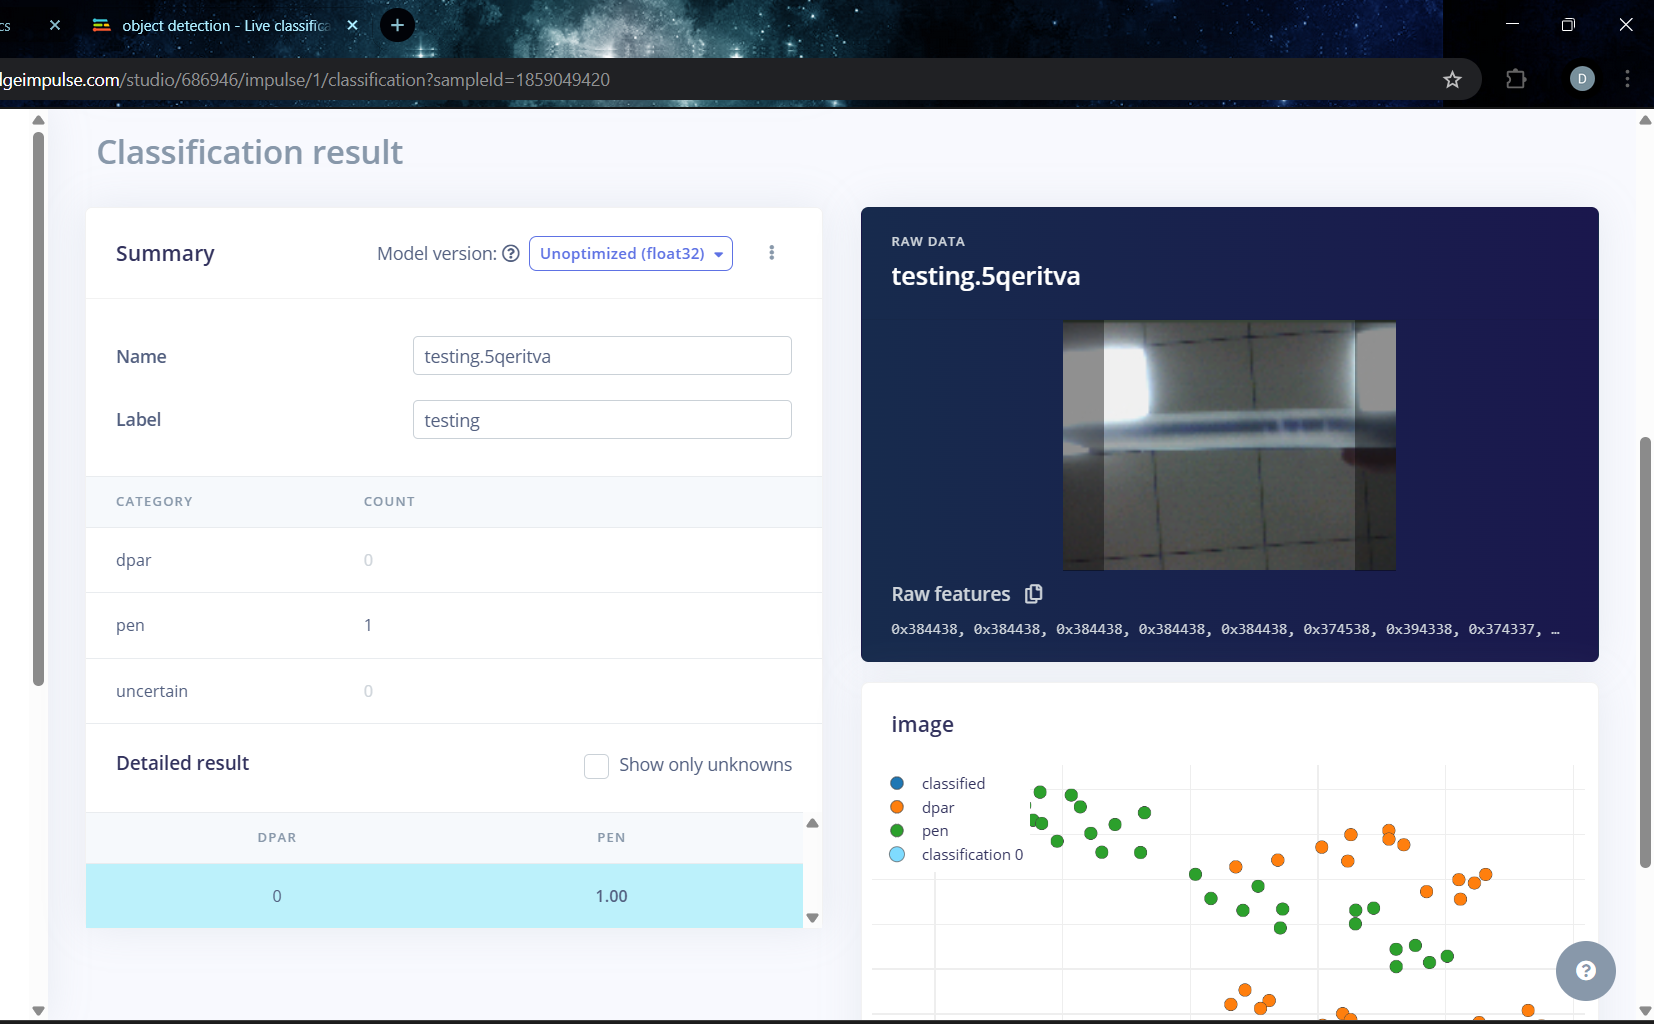 cs
object detection - Live classifica
D
dgeimpulse.com/studio/686946/impulse/1/classification?sampleId=1859049420
Classification result
Summary
Model version: ?
Unoptimized (float32)
Name
testing.5qeritva
Label
testing
CATEGORY COUNT
dpar 0
pen 1
uncertain 0
Detailed result
Show only unknowns
DPAR PEN
0 1.00
RAW DATA
testing.5qeritva
Raw features
0x384438, 0x384438, 0x384438, 0x384438, 0x384438, 0x374538, 0x394338, 0x374337, …
image
classified
dpar
pen
classification 0
?